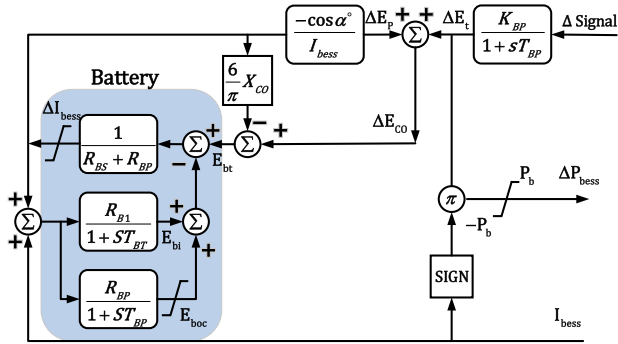 −cos α°
I_bess
ΔE_P
+ +
Σ
ΔE_t
K_BP
1 + sT_BP
Δ Signal
Battery
6
π
X_CO
ΔI_bess
1
R_BS + R_BP
+
Σ
−
E_bt
−
+
Σ
ΔE_CO
+
Σ
+
R_B1
1 + ST_BT
+
E_bi
Σ
+
R_BP
1 + ST_BP
E_boc
π
P_b
ΔP_bess
−P_b
SIGN
I_bess